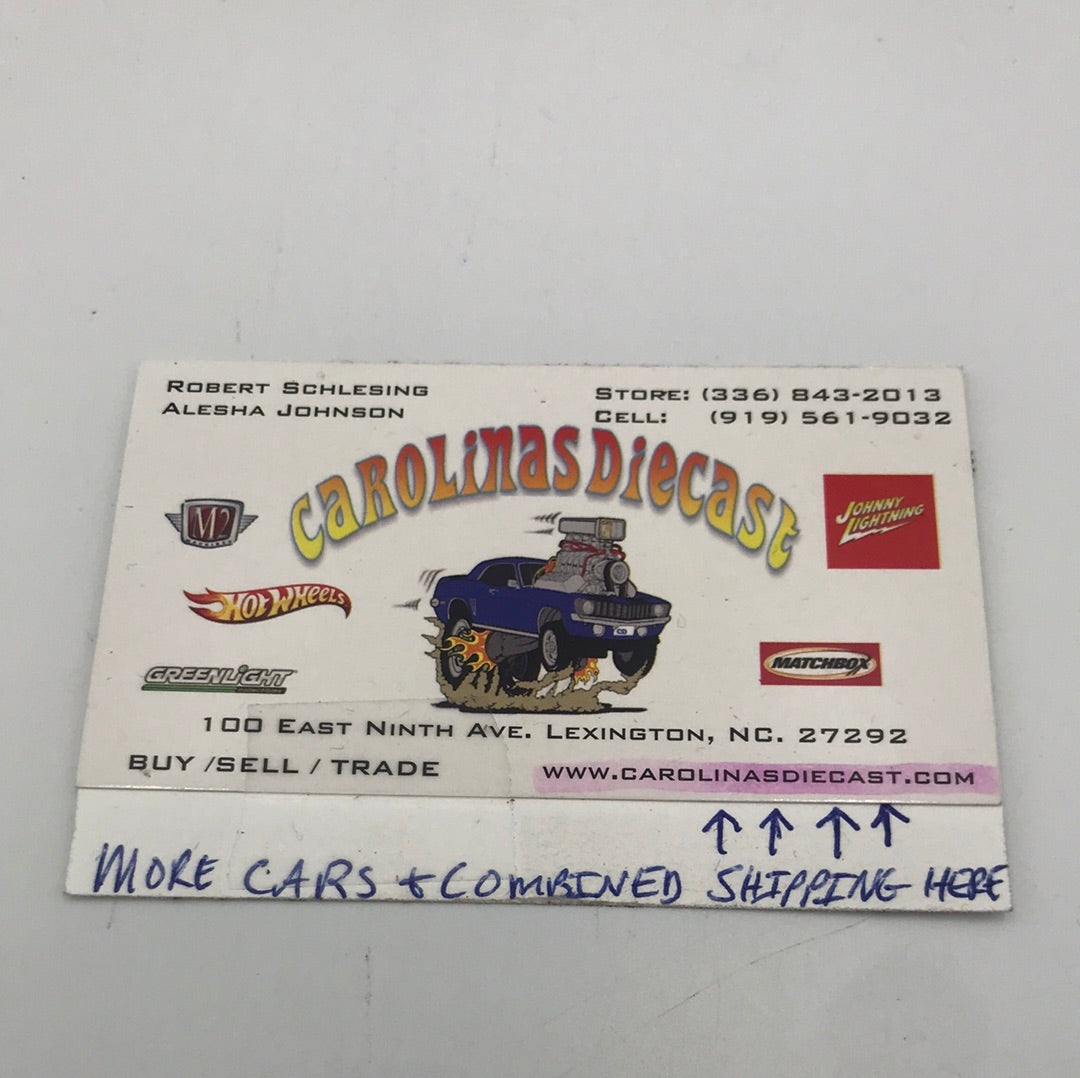 ROBERT SCHLESING
ALESHA JOHNSON
STORE: (336) 843-2013
CELL: (919) 561-9032
CAROLINAS DIECAST
M2
JOHNNY
LIGHTNING
HOT WHEELS
GREENLIGHT
MATCHBOX
100 EAST NINTH AVE. LEXINGTON, NC. 27292
BUY /SELL / TRADE
WWW.CAROLINASDIECAST.COM
↑ ↑ ↑ ↑
MORE CARS + COMBINED SHIPPING HERE